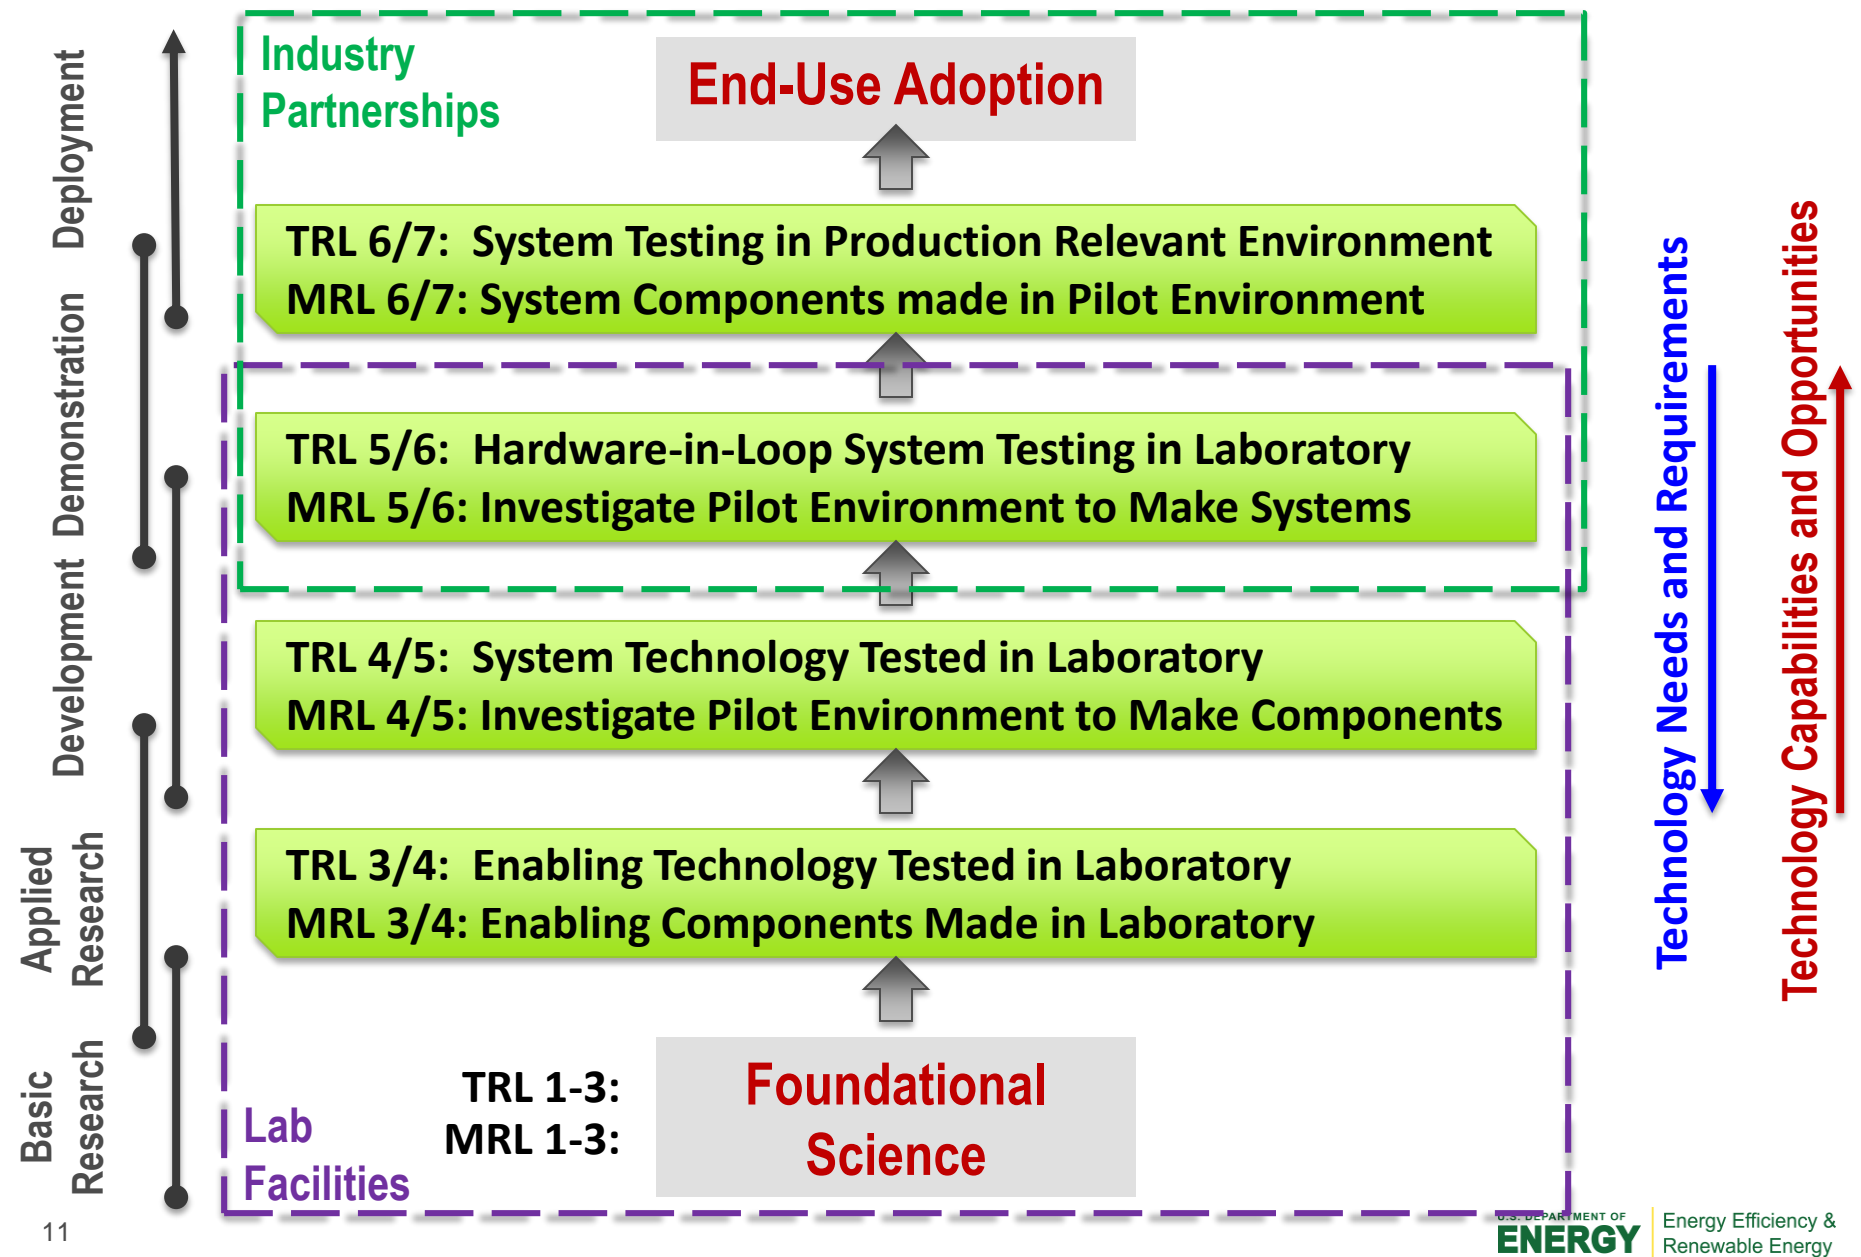 Industry
Partnerships
End-Use Adoption
TRL 6/7: System Testing in Production Relevant Environment
MRL 6/7: System Components made in Pilot Environment
TRL 5/6: Hardware-in-Loop System Testing in Laboratory
MRL 5/6: Investigate Pilot Environment to Make Systems
TRL 4/5: System Technology Tested in Laboratory
MRL 4/5: Investigate Pilot Environment to Make Components
TRL 3/4: Enabling Technology Tested in Laboratory
MRL 3/4: Enabling Components Made in Laboratory
TRL 1-3:
MRL 1-3:
Foundational
Science
Lab
Facilities
Deployment
Demonstration
Development
Applied
Research
Basic
Research
Technology Needs and Requirements
Technology Capabilities and Opportunities
11
U.S. DEPARTMENT OF
ENERGY
Energy Efficiency &
Renewable Energy